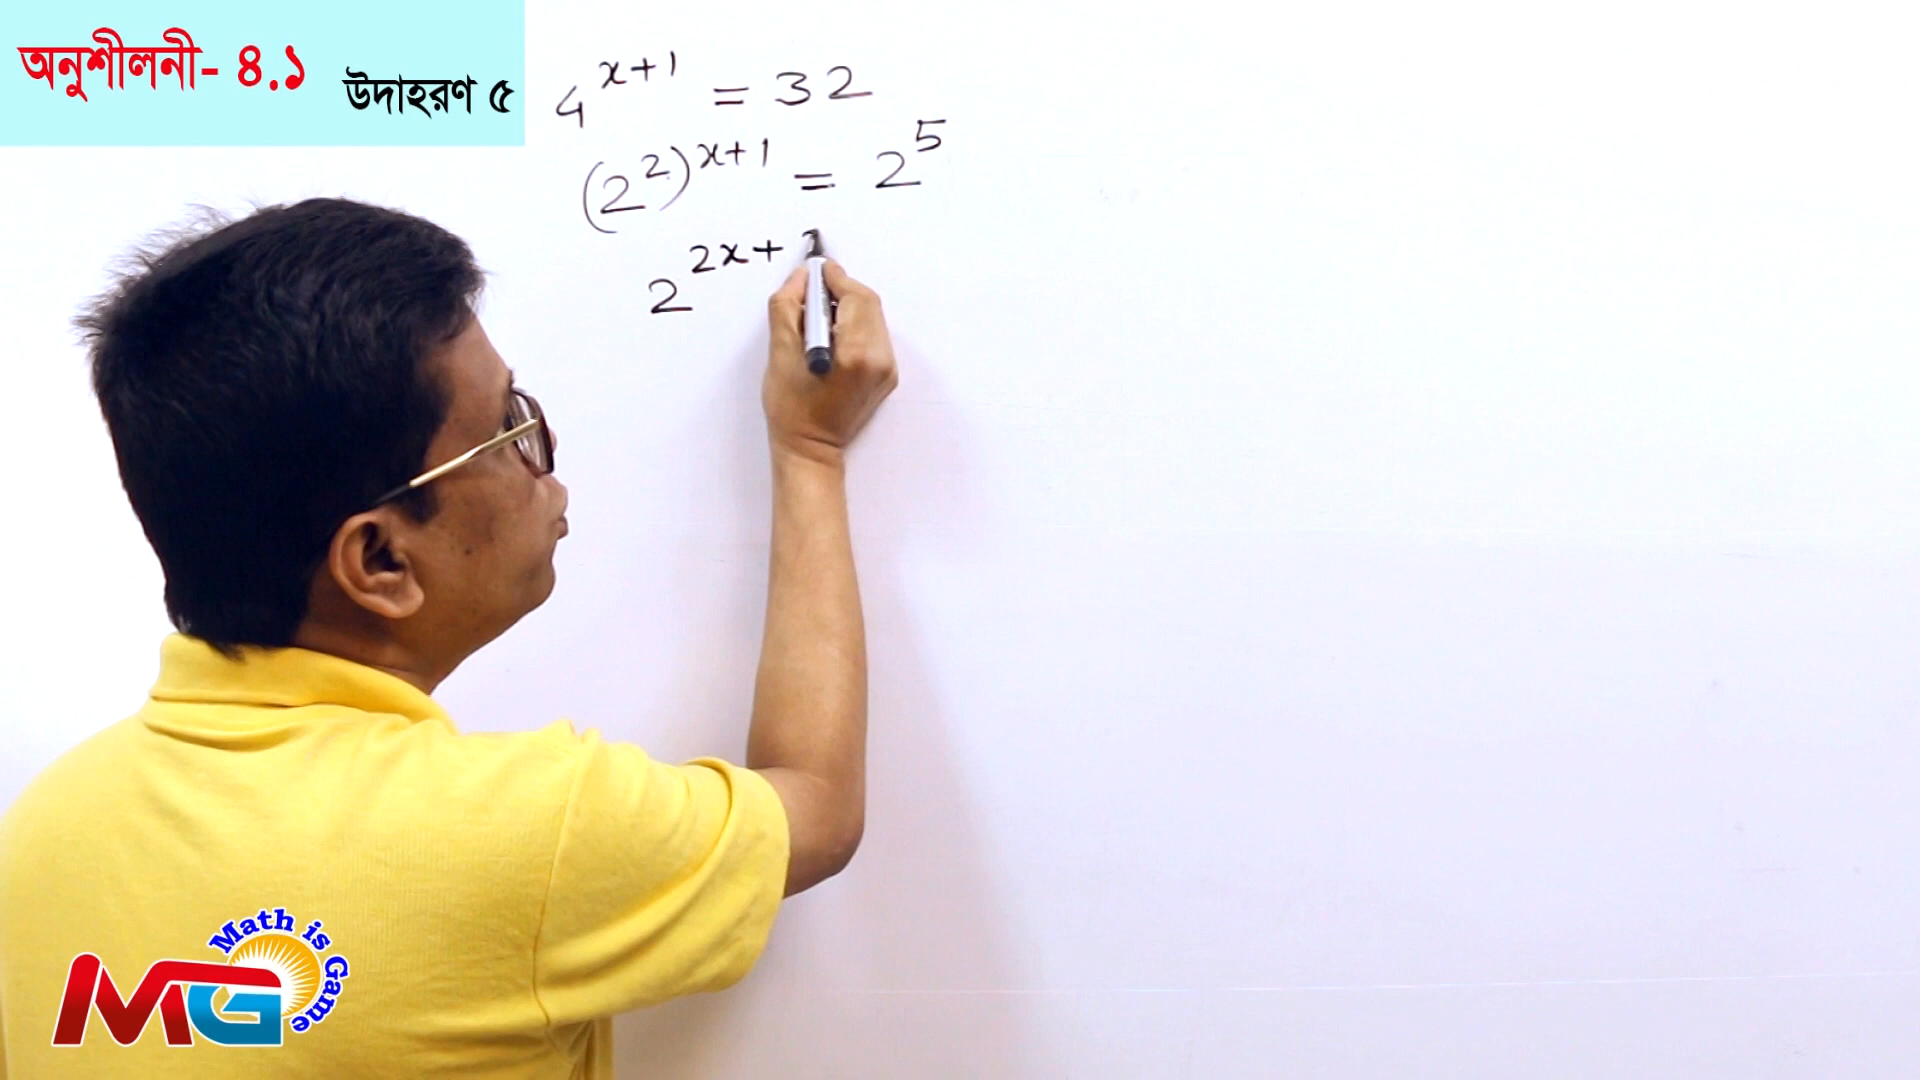 অনুশীলনী- ৪.১
উদাহরণ ৫
4^{x+1} = 32
(2^2)^{x+1} = 2^5
2^{2x+
Math is Game
MG